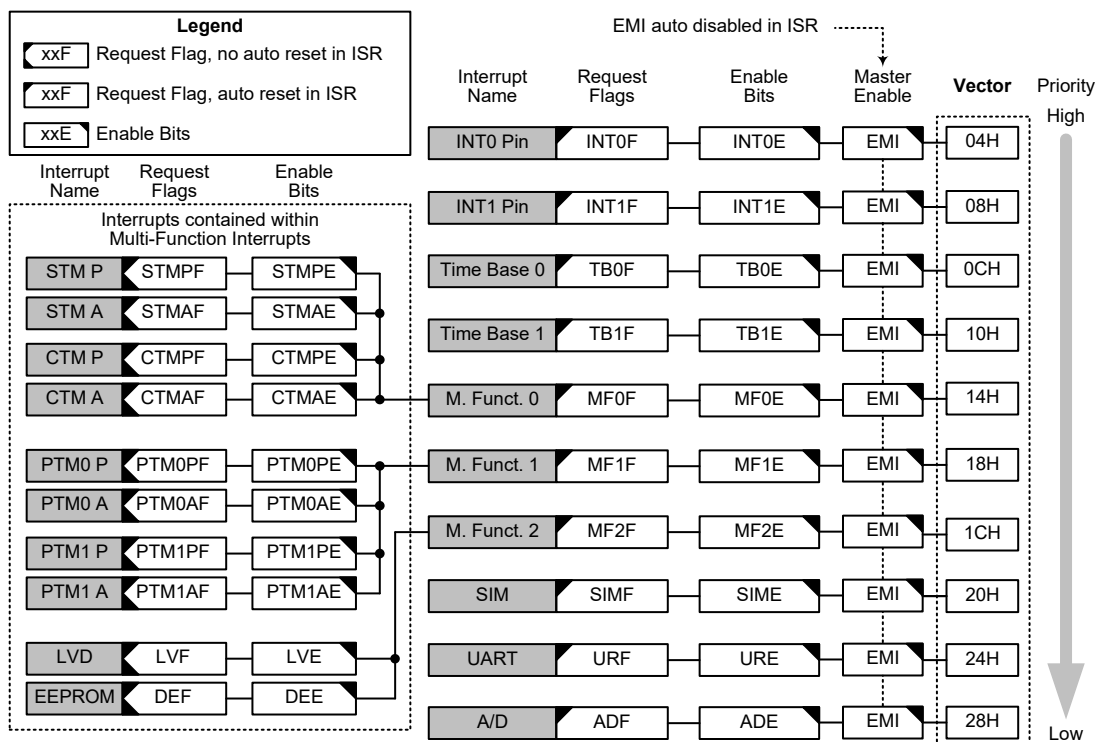 Legend
xxF Request Flag, no auto reset in ISR
xxF Request Flag, auto reset in ISR
xxE Enable Bits
EMI auto disabled in ISR
Interrupt Name Request Flags Enable Bits Master Enable Vector Priority
High
INT0 Pin INT0F INT0E EMI 04H
INT1 Pin INT1F INT1E EMI 08H
Time Base 0 TB0F TB0E EMI 0CH
Time Base 1 TB1F TB1E EMI 10H
M. Funct. 0 MF0F MF0E EMI 14H
M. Funct. 1 MF1F MF1E EMI 18H
M. Funct. 2 MF2F MF2E EMI 1CH
SIM SIMF SIME EMI 20H
UART URF URE EMI 24H
A/D ADF ADE EMI 28H
Low
Interrupt Name Request Flags Enable Bits
Interrupts contained within
Multi-Function Interrupts
STM P STMPF STMPE
STM A STMAF STMAE
CTM P CTMPF CTMPE
CTM A CTMAF CTMAE
PTM0 P PTM0PF PTM0PE
PTM0 A PTM0AF PTM0AE
PTM1 P PTM1PF PTM1PE
PTM1 A PTM1AF PTM1AE
LVD LVF LVE
EEPROM DEF DEE